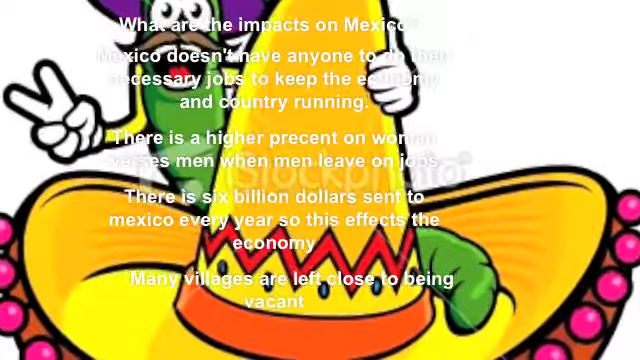 What are the impacts on Mexico?
Mexico doesn't have anyone to do their
necessary jobs to keep the economy
and country running.
There is a higher precent on woman
verses men when men leave on jobs
There is six billion dollars sent to
mexico every year so this effects the
economy
Many villages are left close to being
vacant
iStockphoto